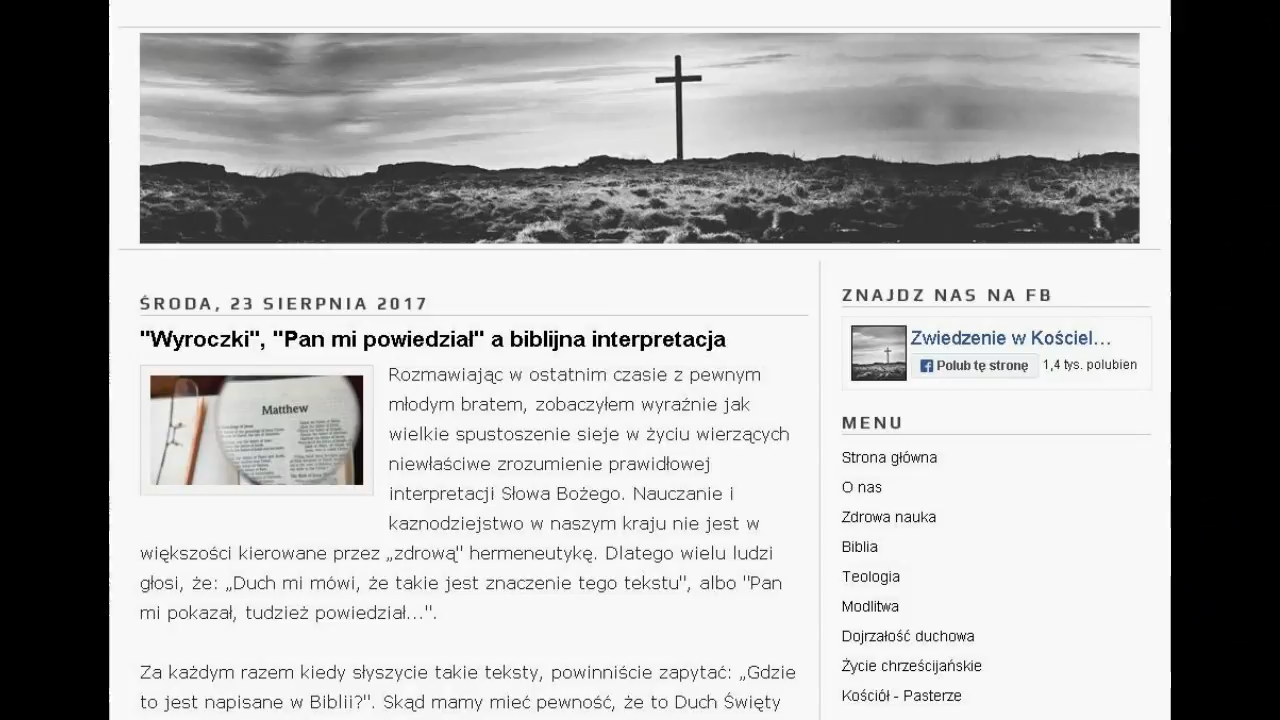 ŚRODA, 23 SIERPNIA 2017
"Wyroczki", "Pan mi powiedział" a biblijna interpretacja
Matthew
Rozmawiając w ostatnim czasie z pewnym
młodym bratem, zobaczyłem wyraźnie jak
wielkie spustoszenie sieje w życiu wierzących
niewłaściwe zrozumienie prawidłowej
interpretacji Słowa Bożego. Nauczanie i
kaznodziejstwo w naszym kraju nie jest w
większości kierowane przez „zdrową" hermeneutykę. Dlatego wielu ludzi
głosi, że: „Duch mi mówi, że takie jest znaczenie tego tekstu", albo "Pan
mi pokazał, tudzież powiedział...".
Za każdym razem kiedy słyszycie takie teksty, powinniście zapytać: „Gdzie
to jest napisane w Biblii?". Skąd mamy mieć pewność, że to Duch Święty
ZNAJDZ NAS NA FB
Zwiedzenie w Kościel...
Polub tę stronę 1,4 tys. polubien
MENU
Strona główna
O nas
Zdrowa nauka
Biblia
Teologia
Modlitwa
Dojrzałość duchowa
Życie chrześcijańskie
Kościół - Pasterze